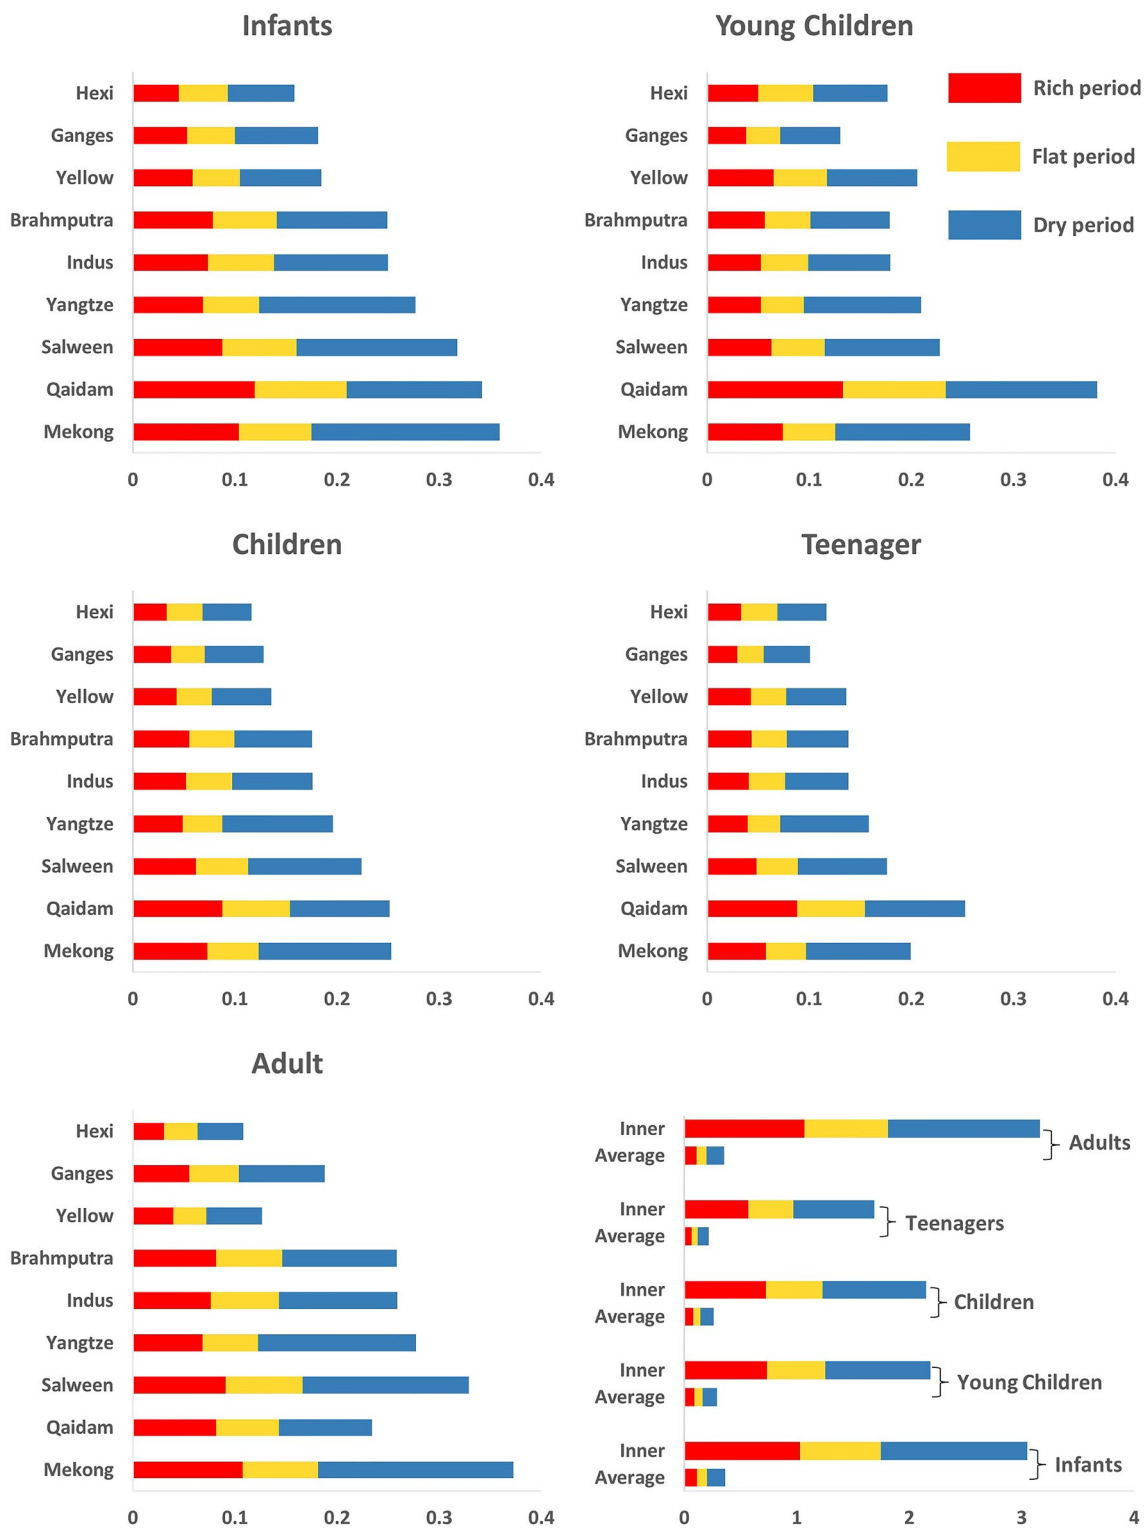 Infants
Hexi
Ganges
Yellow
Brahmputra
Indus
Yangtze
Salween
Qaidam
Mekong
0 0.1 0.2 0.3 0.4
Young Children
Hexi
Ganges
Yellow
Brahmputra
Indus
Yangtze
Salween
Qaidam
Mekong
0 0.1 0.2 0.3 0.4
Rich period
Flat period
Dry period
Children
Hexi
Ganges
Yellow
Brahmputra
Indus
Yangtze
Salween
Qaidam
Mekong
0 0.1 0.2 0.3 0.4
Teenager
Hexi
Ganges
Yellow
Brahmputra
Indus
Yangtze
Salween
Qaidam
Mekong
0 0.1 0.2 0.3 0.4
Adult
Hexi
Ganges
Yellow
Brahmputra
Indus
Yangtze
Salween
Qaidam
Mekong
0 0.1 0.2 0.3 0.4
Inner
Average
Adults
Inner
Average
Teenagers
Inner
Average
Children
Inner
Average
Young Children
Inner
Average
Infants
0 1 2 3 4